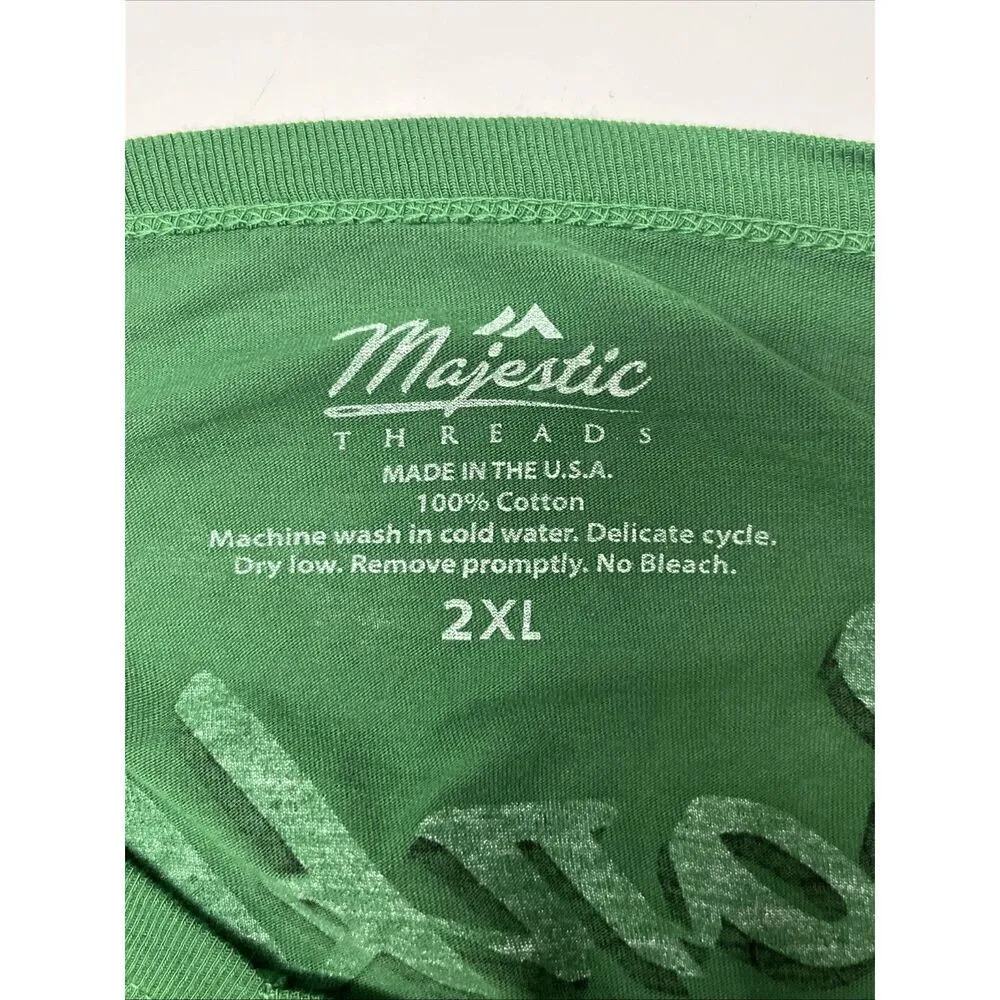 Majestic
THREADS
MADE IN THE U.S.A.
100% Cotton
Machine wash in cold water. Delicate cycle.
Dry low. Remove promptly. No Bleach.
2XL